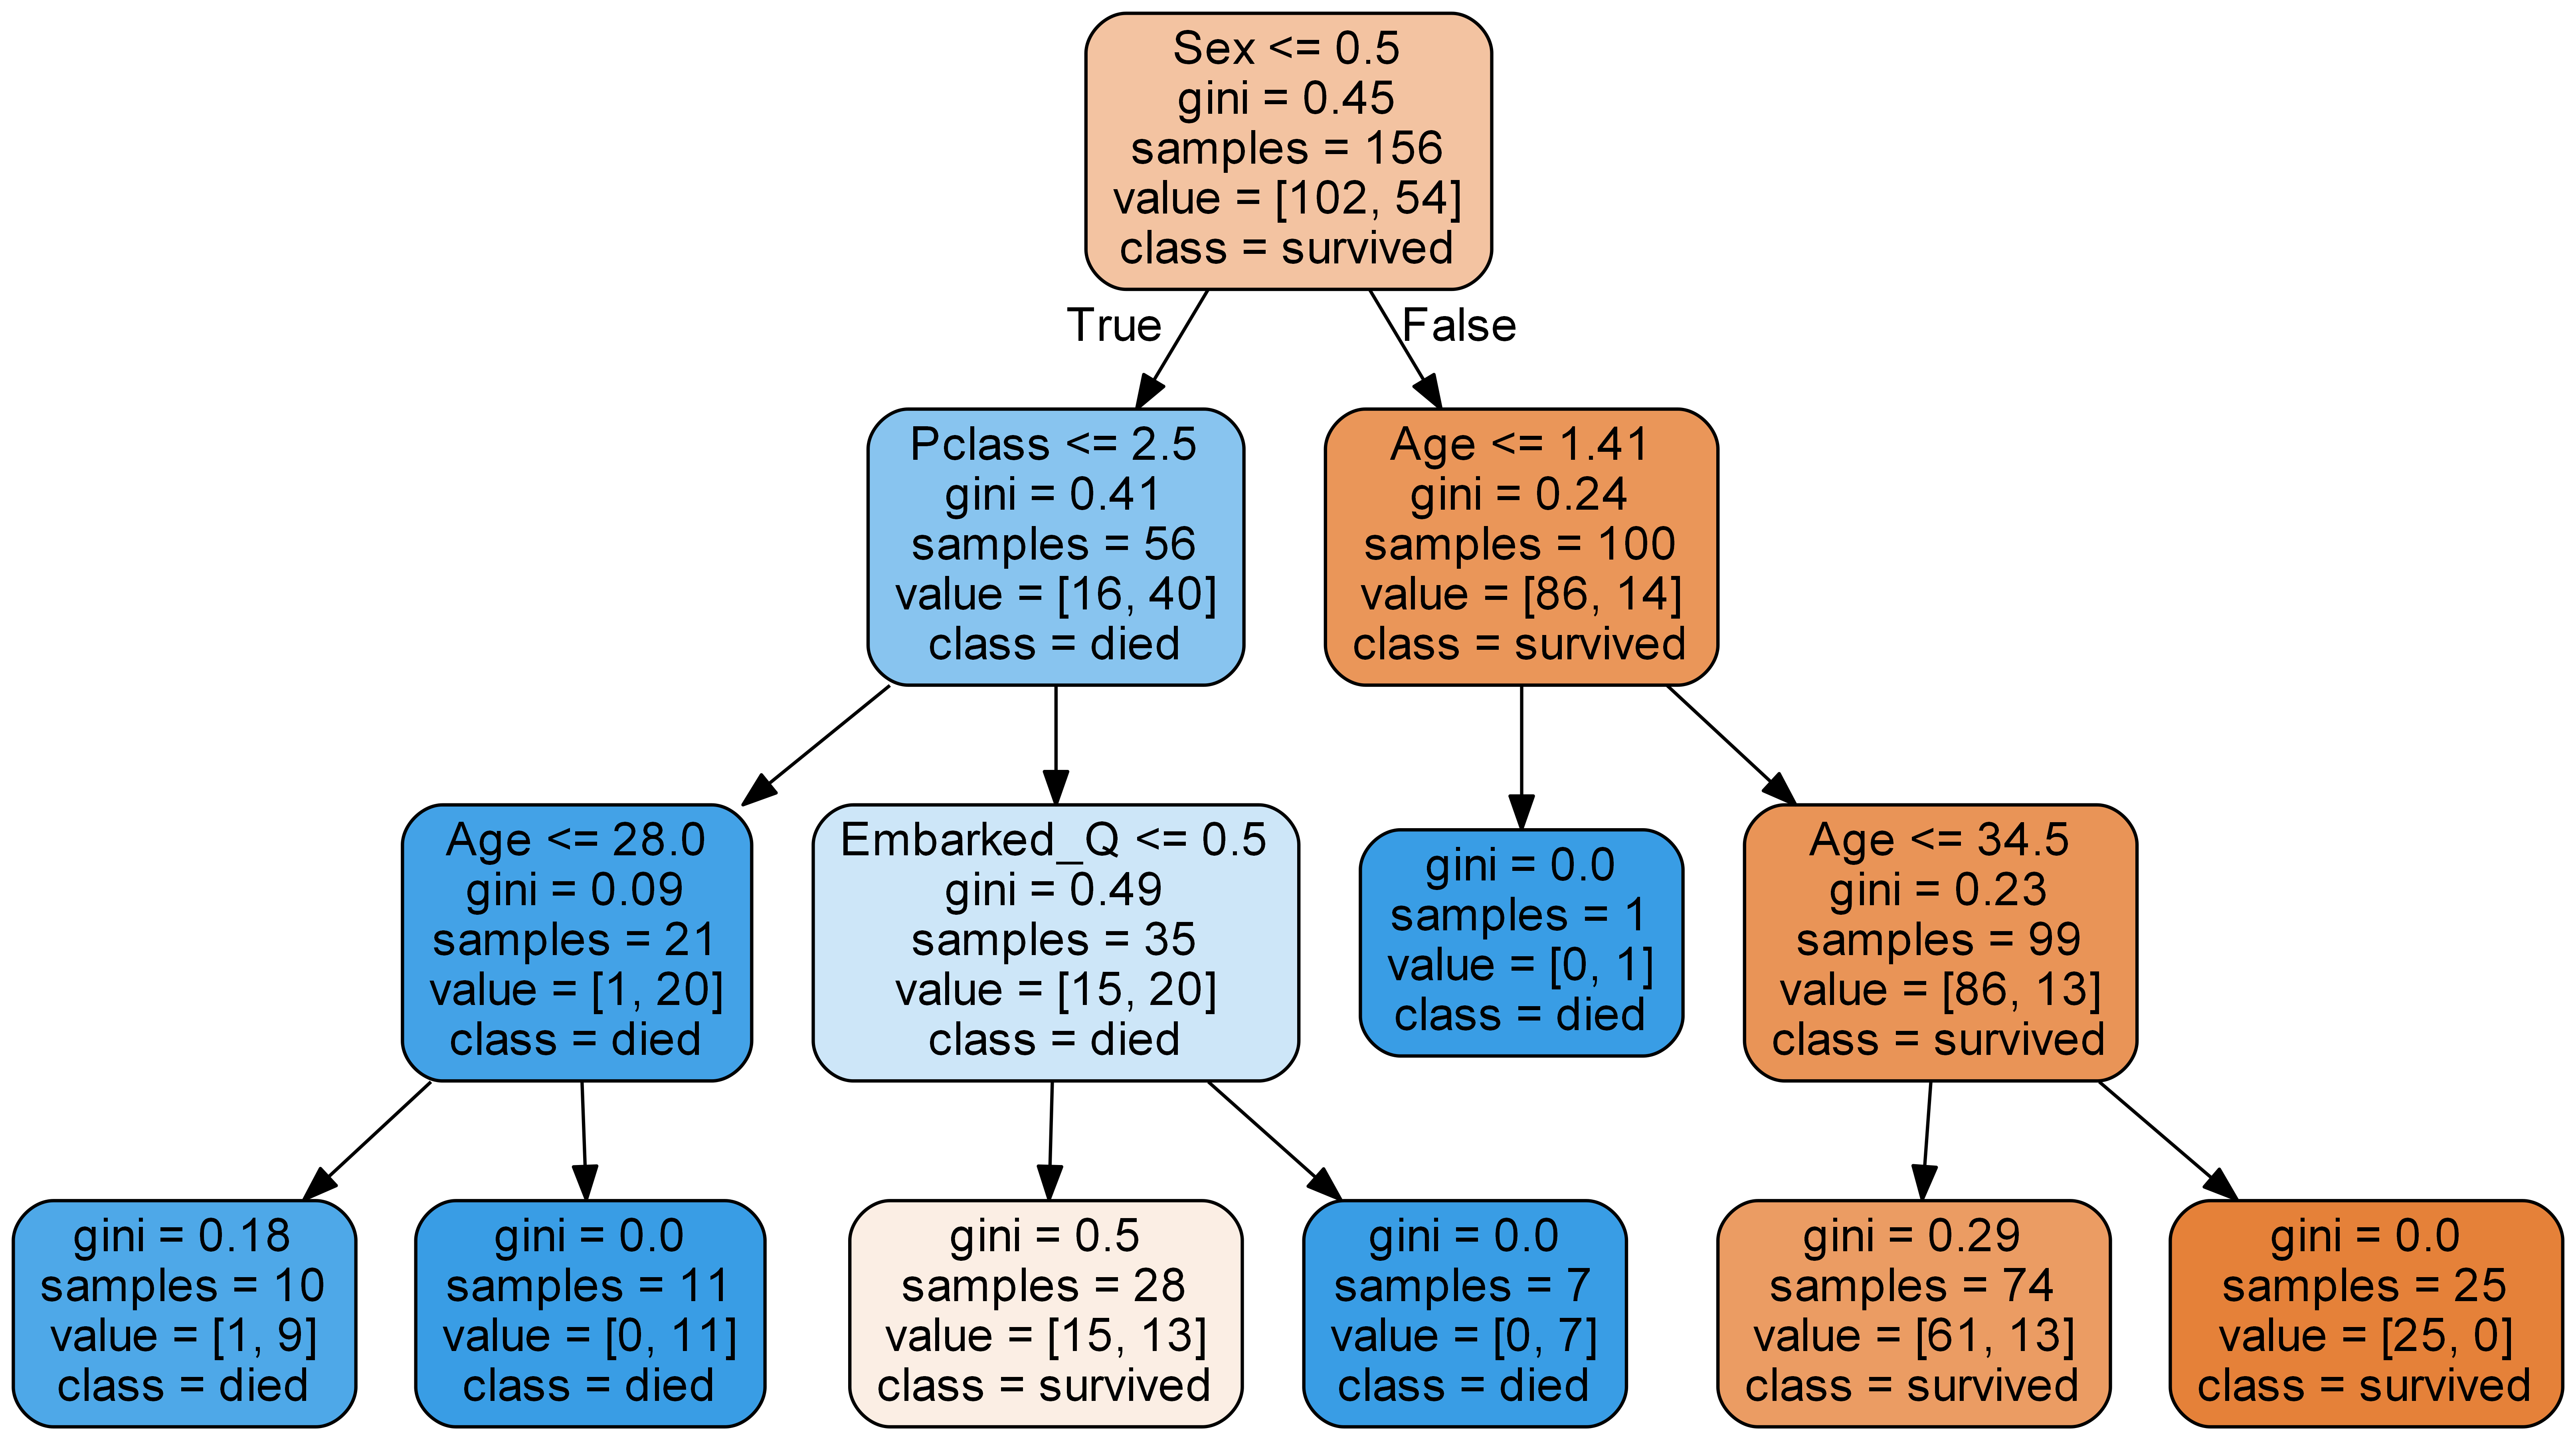 Sex <= 0.5
gini = 0.45
samples = 156
value = [102, 54]
class = survived
True
False
Pclass <= 2.5
gini = 0.41
samples = 56
value = [16, 40]
class = died
Age <= 1.41
gini = 0.24
samples = 100
value = [86, 14]
class = survived
Age <= 28.0
gini = 0.09
samples = 21
value = [1, 20]
class = died
Embarked_Q <= 0.5
gini = 0.49
samples = 35
value = [15, 20]
class = died
gini = 0.0
samples = 1
value = [0, 1]
class = died
Age <= 34.5
gini = 0.23
samples = 99
value = [86, 13]
class = survived
gini = 0.18
samples = 10
value = [1, 9]
class = died
gini = 0.0
samples = 11
value = [0, 11]
class = died
gini = 0.5
samples = 28
value = [15, 13]
class = survived
gini = 0.0
samples = 7
value = [0, 7]
class = died
gini = 0.29
samples = 74
value = [61, 13]
class = survived
gini = 0.0
samples = 25
value = [25, 0]
class = survived